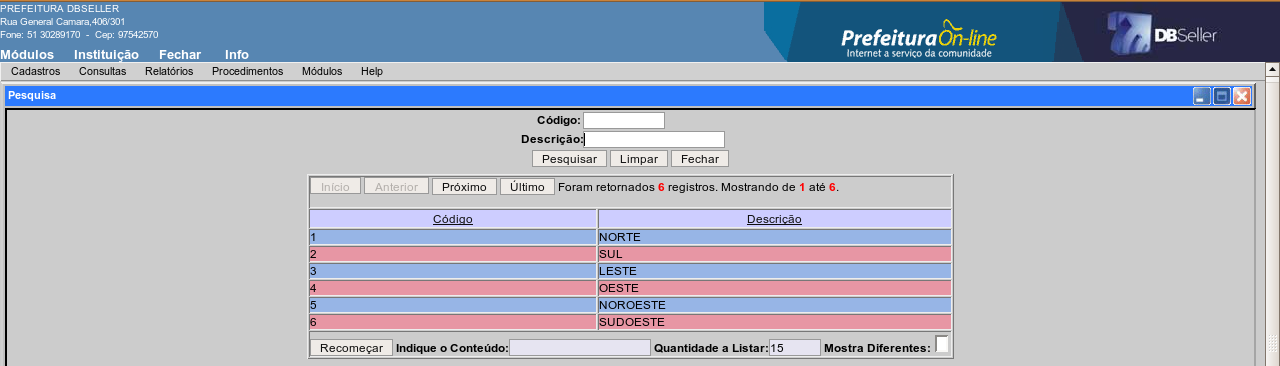 PREFEITURA DBSELLER
Rua General Camara,406/301
Fone: 51 30289170 - Cep: 97542570
Prefeitura On-line
Internet a serviço da comunidade
DBSeller
Módulos Instituição Fechar Info
Cadastros Consultas Relatórios Procedimentos Módulos Help
Pesquisa
Código:
Descrição:
Pesquisar Limpar Fechar
Início Anterior Próximo Último Foram retornados 6 registros. Mostrando de 1 até 6.
Código Descrição
1 NORTE
2 SUL
3 LESTE
4 OESTE
5 NOROESTE
6 SUDOESTE
Recomeçar Indique o Conteúdo: Quantidade a Listar: 15 Mostra Diferentes: